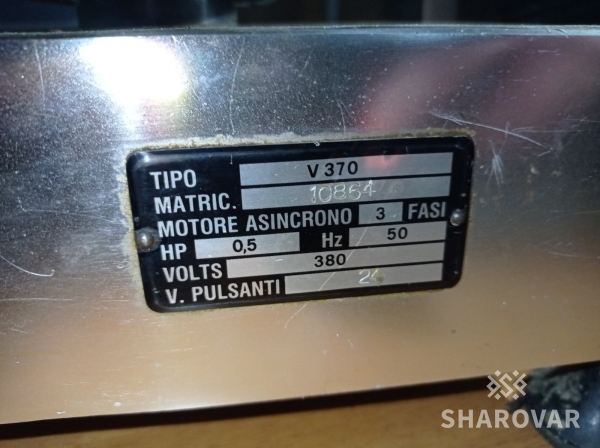 TIPO V 370
MATRIC. 10864
MOTORE ASINCRONO 3 FASI
HP 0,5 Hz 50
VOLTS 380
V. PULSANTI 24
SHAROVAR